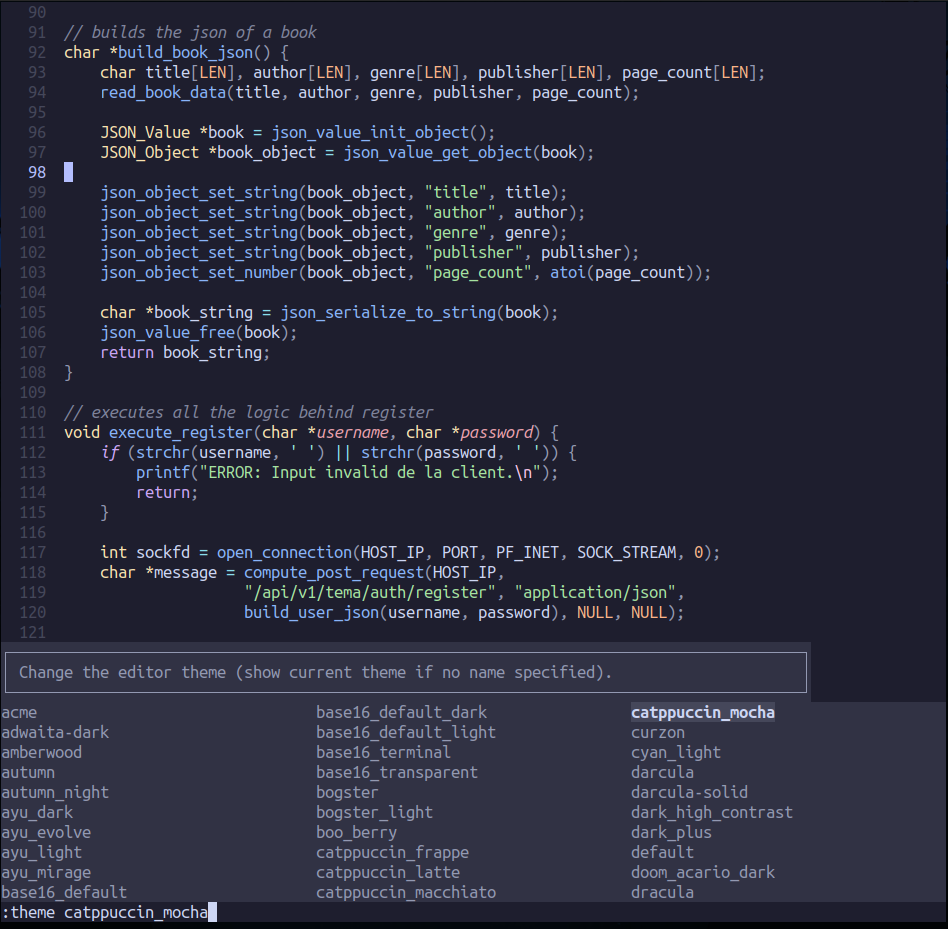 90
91 // builds the json of a book
92 char *build_book_json() {
93     char title[LEN], author[LEN], genre[LEN], publisher[LEN], page_count[LEN];
94     read_book_data(title, author, genre, publisher, page_count);
95
96     JSON_Value *book = json_value_init_object();
97     JSON_Object *book_object = json_value_get_object(book);
98
99     json_object_set_string(book_object, "title", title);
100     json_object_set_string(book_object, "author", author);
101     json_object_set_string(book_object, "genre", genre);
102     json_object_set_string(book_object, "publisher", publisher);
103     json_object_set_number(book_object, "page_count", atoi(page_count));
104
105     char *book_string = json_serialize_to_string(book);
106     json_value_free(book);
107     return book_string;
108 }
109
110 // executes all the logic behind register
111 void execute_register(char *username, char *password) {
112     if (strchr(username, ' ') || strchr(password, ' ')) {
113         printf("ERROR: Input invalid de la client.\n");
114         return;
115     }
116
117     int sockfd = open_connection(HOST_IP, PORT, PF_INET, SOCK_STREAM, 0);
118     char *message = compute_post_request(HOST_IP,
119                     "/api/v1/tema/auth/register", "application/json",
120                     build_user_json(username, password), NULL, NULL);
121
Change the editor theme (show current theme if no name specified).
acme base16_default_dark catppuccin_mocha
adwaita-dark base16_default_light curzon
amberwood base16_terminal cyan_light
autumn base16_transparent darcula
autumn_night bogster darcula-solid
ayu_dark bogster_light dark_high_contrast
ayu_evolve boo_berry dark_plus
ayu_light catppuccin_frappe default
ayu_mirage catppuccin_latte doom_acario_dark
base16_default catppuccin_macchiato dracula
:theme catppuccin_mocha